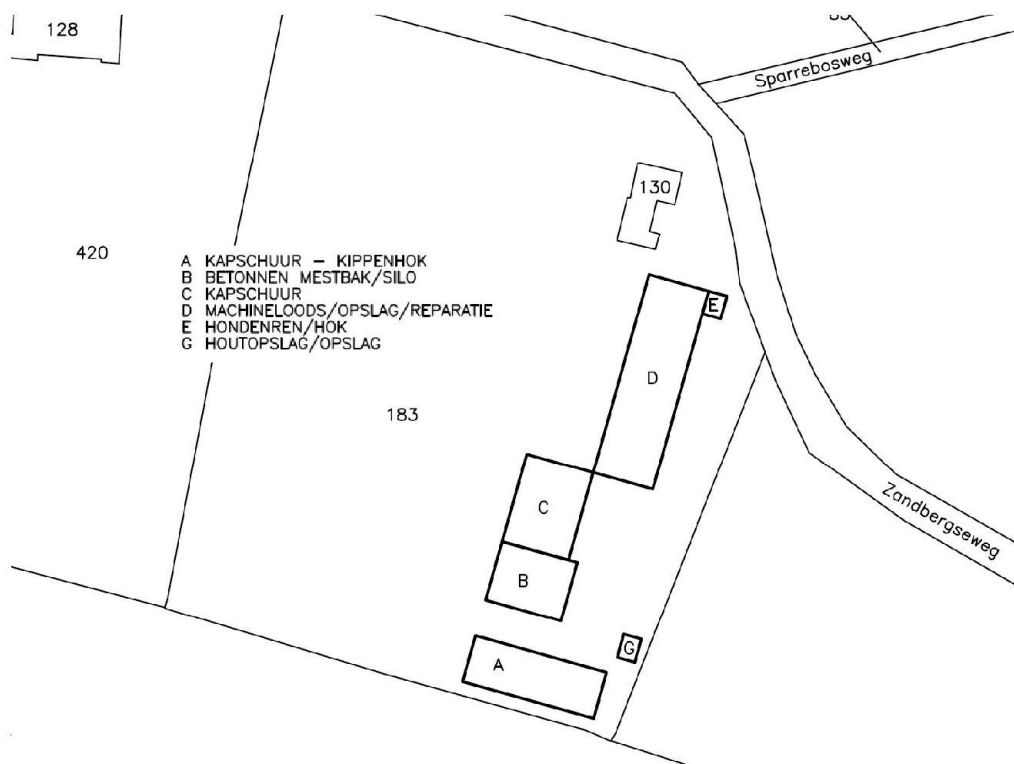 128
Sparrebosweg
130
420
A KAPSCHUUR – KIPPENHOK
B BETONNEN MESTBAK/SILO
C KAPSCHUUR
D MACHINELOODS/OPSLAG/REPARATIE
E HONDENREN/HOK
G HOUTOPSLAG/OPSLAG
E
D
183
C
Zandbergseweg
B
G
A